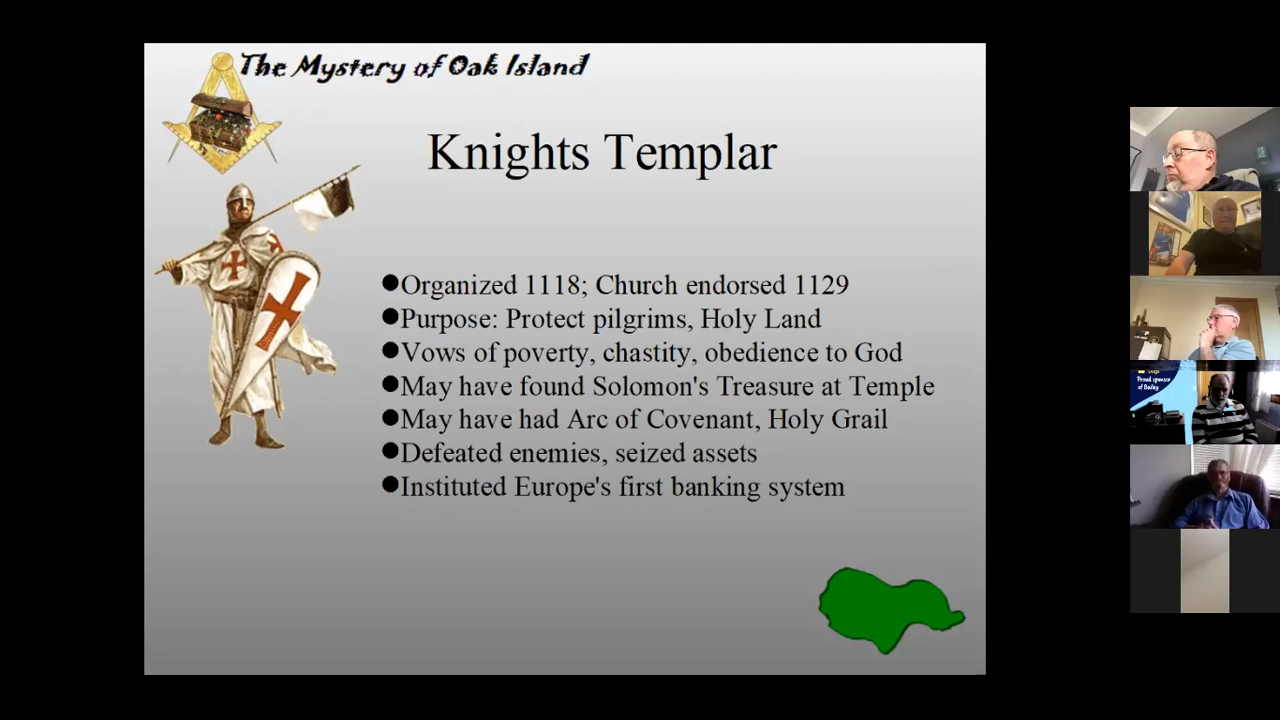 The Mystery of Oak Island
Knights Templar
●Organized 1118; Church endorsed 1129
●Purpose: Protect pilgrims, Holy Land
●Vows of poverty, chastity, obedience to God
●May have found Solomon's Treasure at Temple
●May have had Arc of Covenant, Holy Grail
●Defeated enemies, seized assets
●Instituted Europe's first banking system
Proud sponsor